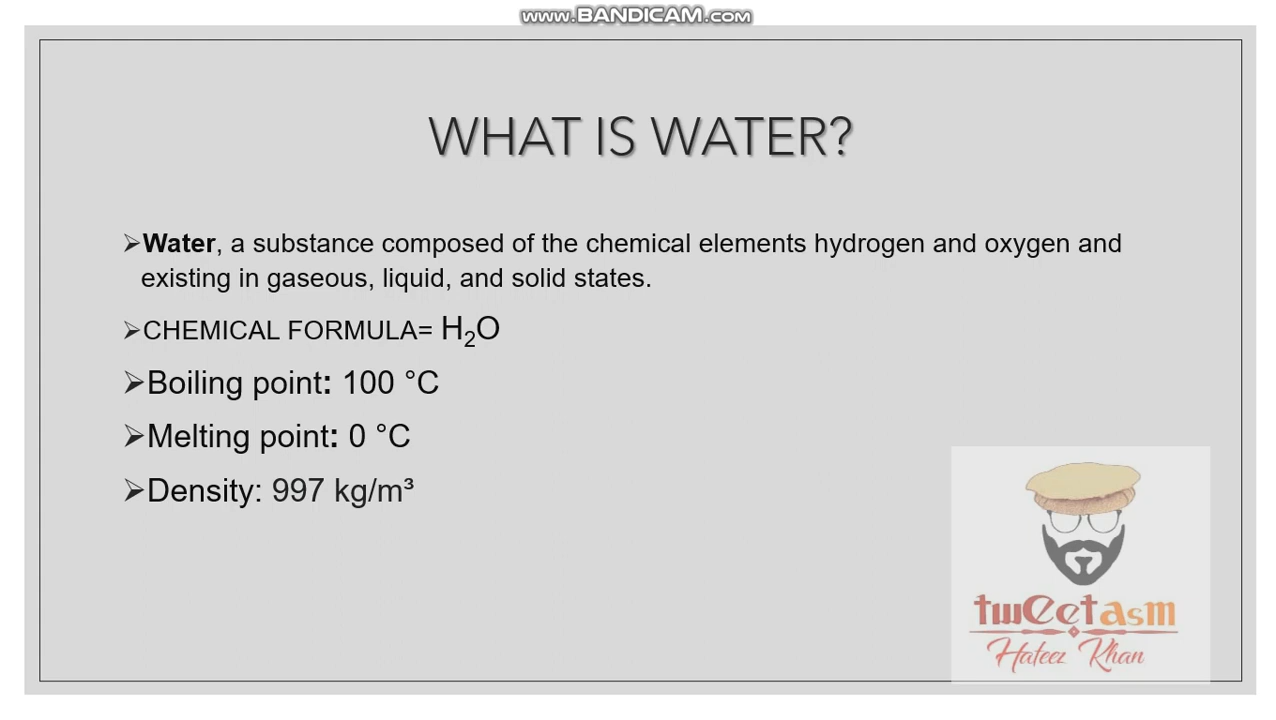 www.BANDICAM.com
WHAT IS WATER?
➢Water, a substance composed of the chemical elements hydrogen and oxygen and
existing in gaseous, liquid, and solid states.
➢CHEMICAL FORMULA= H₂O
➢Boiling point: 100 °C
➢Melting point: 0 °C
➢Density: 997 kg/m³
tweetasm
Hafeez Khan